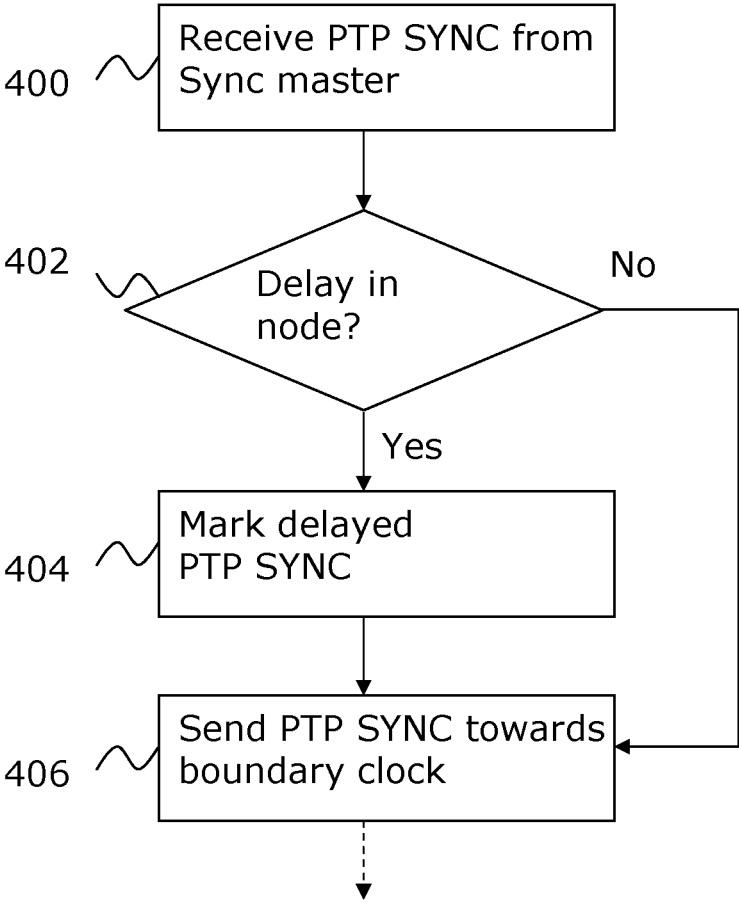 Receive PTP SYNC from
Sync master
400
402
Delay in
node?
No
Yes
Mark delayed
PTP SYNC
404
Send PTP SYNC towards
boundary clock
406